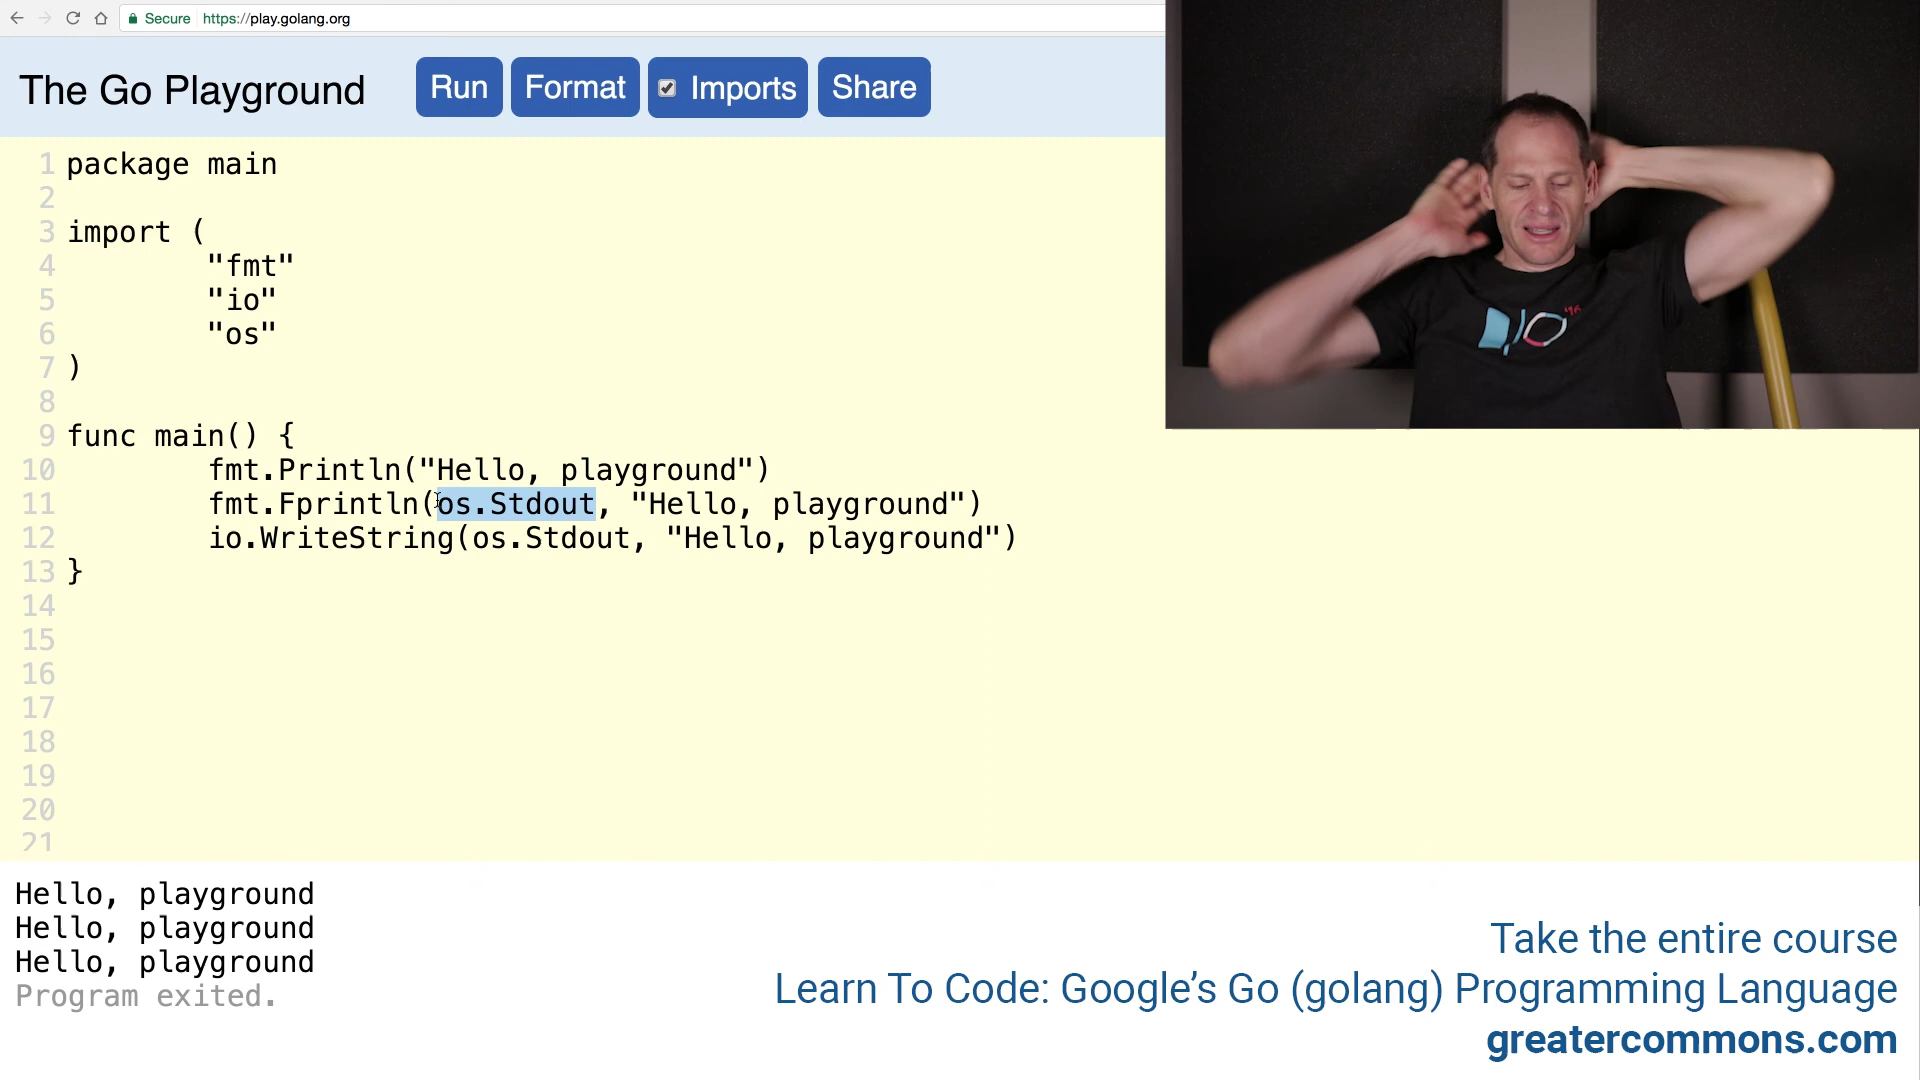 Secure https://play.golang.org
The Go Playground Run Format Imports Share
1 package main
2
3 import (
4 "fmt"
5 "io"
6 "os"
7 )
8
9 func main() {
10 fmt.Println("Hello, playground")
11 fmt.Fprintln(os.Stdout, "Hello, playground")
12 io.WriteString(os.Stdout, "Hello, playground")
13 }
14
15
16
17
18
19
20
21
I/O '16
Hello, playground
Hello, playground
Hello, playground
Program exited.
Take the entire course
Learn To Code: Google’s Go (golang) Programming Language
greatercommons.com